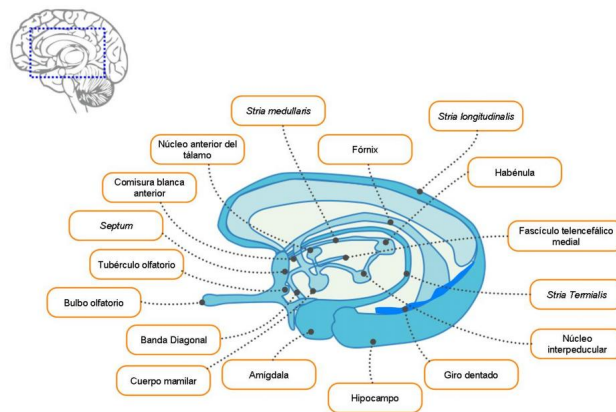 Stria medullaris
Stria longitudinalis
Núcleo anterior del
tálamo
Fórnix
Comisura blanca
anterior
Habénula
Septum
Fascículo telencefálico
medial
Tubérculo olfatorio
Bulbo olfatorio
Stria Termialis
Banda Diagonal
Núcleo
interpeducular
Cuerpo mamilar
Amígdala
Giro dentado
Hipocampo